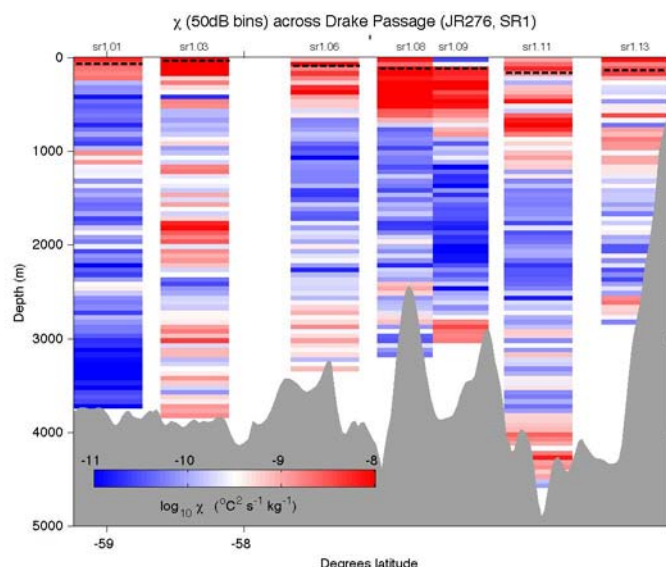 χ (50dB bins) across Drake Passage (JR276, SR1)
sr1.01 sr1.03 sr1.06 sr1.08 sr1.09 sr1.11 sr1.13
0
1000
2000
3000
4000
5000
Depth (m)
-11 -10 -9 -8
log10 χ (°C² s⁻¹ kg⁻¹)
-59 -58
Degrees latitude